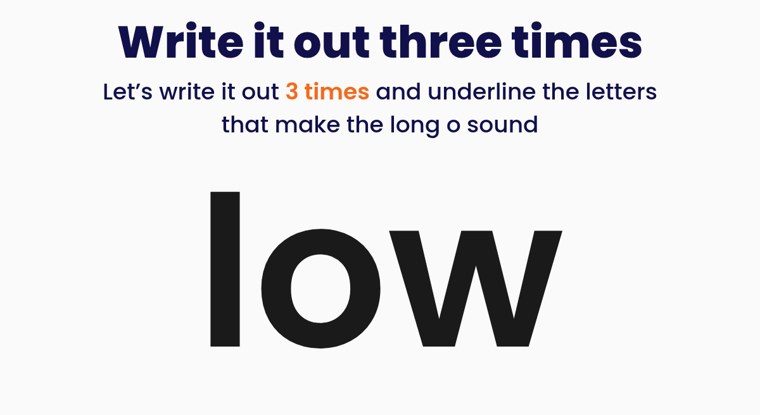 Write it out three times
Let’s write it out 3 times and underline the letters
that make the long o sound
low